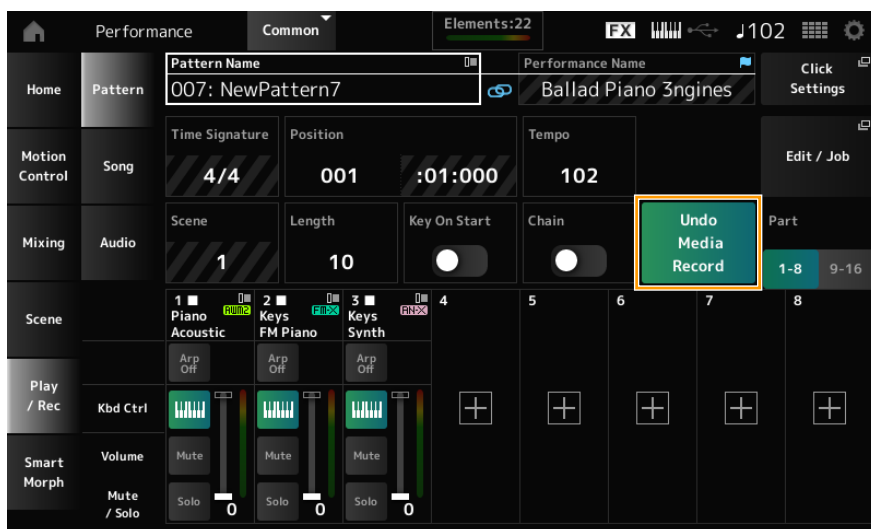 Performance
Common
Elements:22
FX
♩102
Home
Pattern
Pattern Name
007: NewPattern7
Performance Name
Ballad Piano 3ngines
Click
Settings
Motion
Control
Song
Time Signature
4/4
Position
001
:01:000
Tempo
102
Edit / Job
Mixing
Audio
Scene
1
Length
10
Key On Start
Chain
Undo
Media
Record
Part
1-8
9-16
Scene
1
Piano
AWM2
Acoustic
2
Keys
FM-X
FM Piano
3
Keys
AN-X
Synth
4
5
6
7
8
Arp
Off
Arp
Off
Arp
Off
Play
/ Rec
Kbd Ctrl
Smart
Morph
Volume
Mute
Mute
Mute
Mute
/ Solo
Solo
0
Solo
0
Solo
0